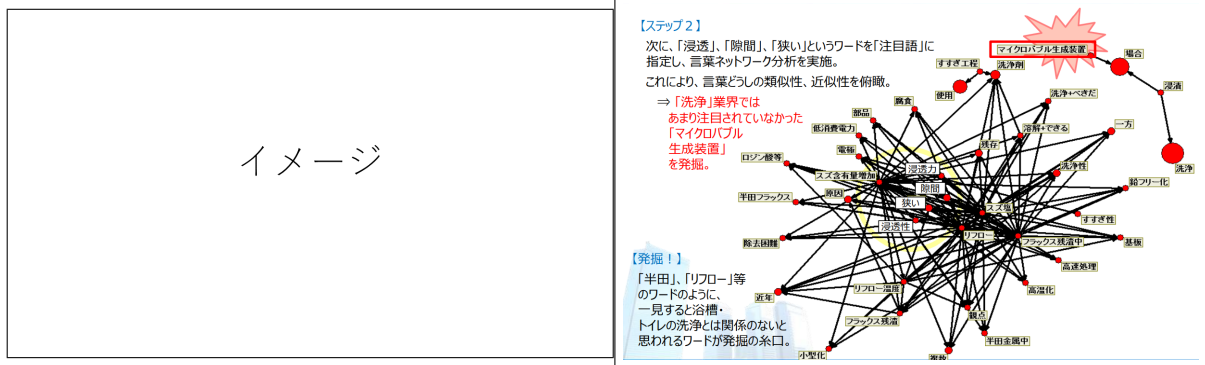 イメージ
【ステップ２】
次に、「浸透」、「隙間」、「狭い」というワードを「注目語」に
指定し、言葉ネットワーク分析を実施。
これにより、言葉どうしの類似性、近似性を俯瞰。
⇒「洗浄」業界では
あまり注目されていなかった
「マイクロバブル
生成装置」
を発掘。
【発掘！】
「半田」、「リフロー」等
のワードのように、
一見すると浴槽・
トイレの洗浄とは関係のないと
思われるワードが発掘の糸口。
マイクロバブル生成装置
場合
すすぎ工程
洗浄剤
使用
浸漬
洗浄+べきだ
腐食
部品
低消費電力
溶解+できる
一方
電極
残存
洗浄
ロジン酸等
浸透力
洗浄性
スズ含有量増加
隙間
鉛フリー化
半田フラックス
原因
狭い
スズ塩
すすぎ性
浸透性
リフロー
除去困難
フラックス残渣中
基板
高速処理
リフロー温度
高温化
近年
観点
フラックス残渣
半田金属中
小型化
複数